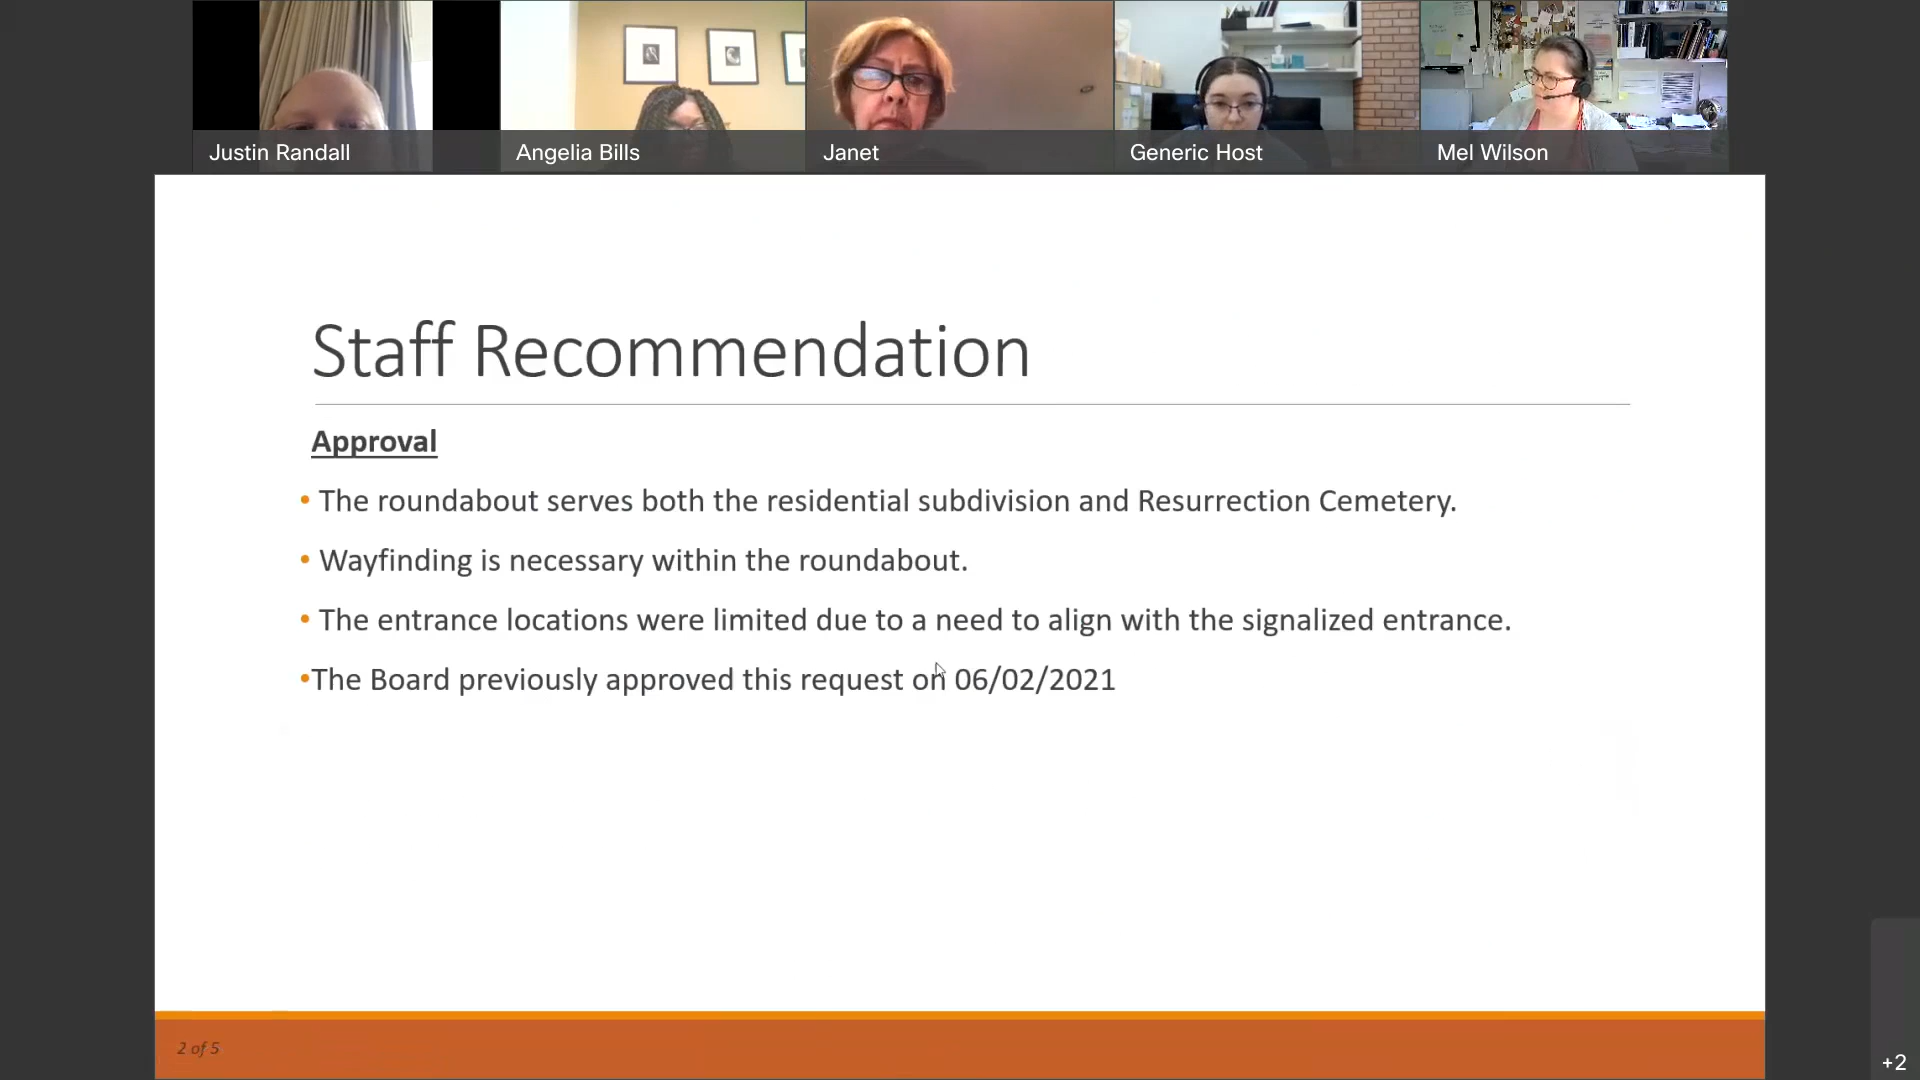 Justin Randall
Angelia Bills
Janet
Generic Host
Mel Wilson
Staff Recommendation
Approval
• The roundabout serves both the residential subdivision and Resurrection Cemetery.
• Wayfinding is necessary within the roundabout.
• The entrance locations were limited due to a need to align with the signalized entrance.
•The Board previously approved this request on 06/02/2021
2 of 5
+2